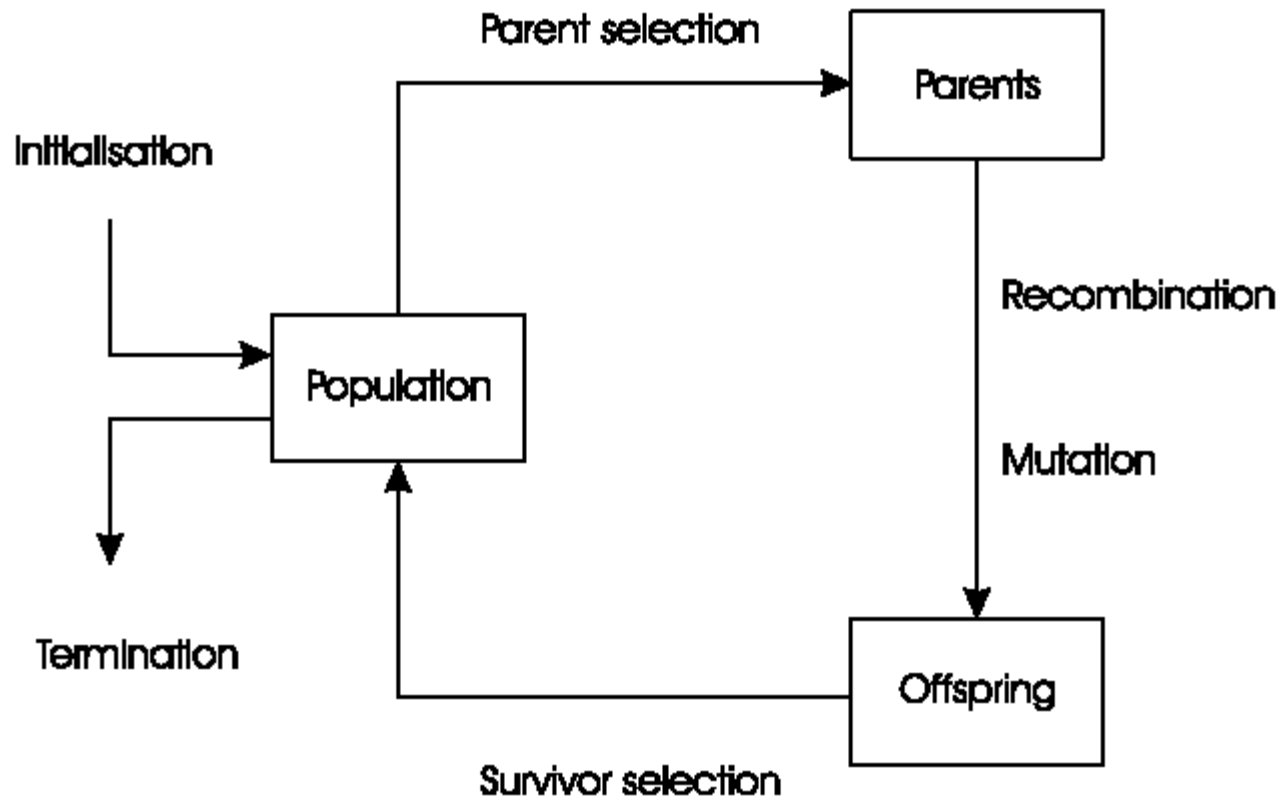 Parent selection
Parents
Initialisation
Recombination
Population
Mutation
Termination
Offspring
Survivor selection